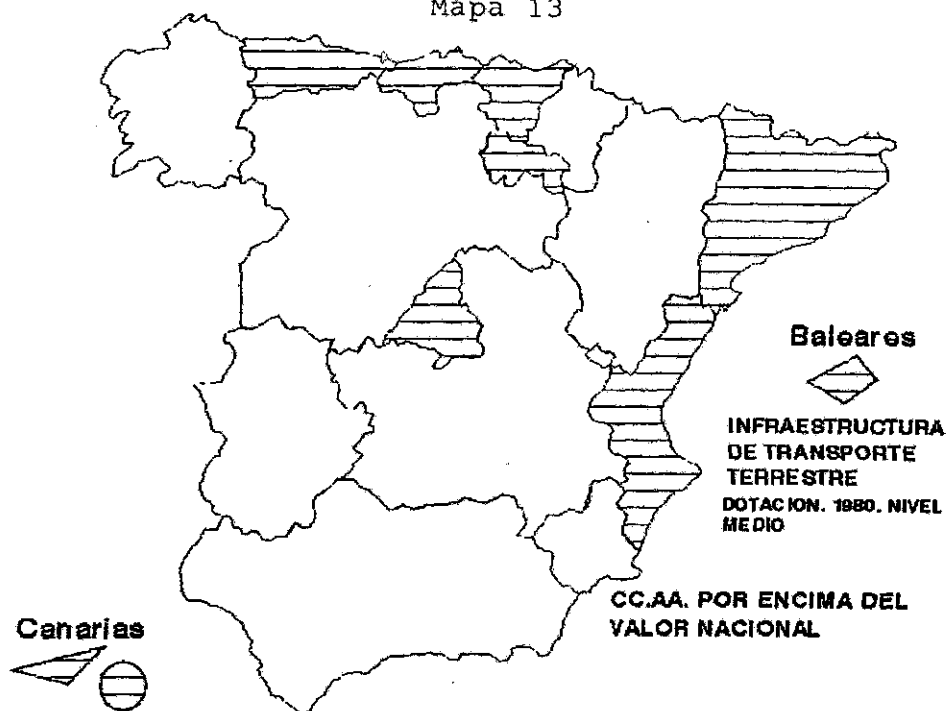 Mapa 13
Baleares
INFRAESTRUCTURA
DE TRANSPORTE
TERRESTRE
DOTACION. 1980. NIVEL
MEDIO
CC.AA. POR ENCIMA DEL
VALOR NACIONAL
Canarias